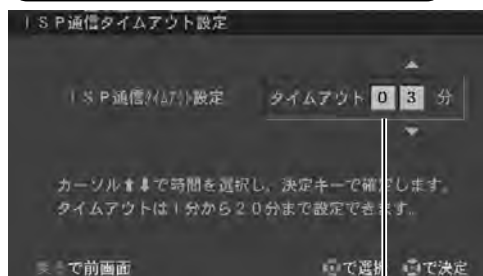 ISP通信タイムアウト設定
ISP通信タイムアウト設定 タイムアウト 03 分
カーソル⬆⬇で時間を選択し、決定キーで確定します。
タイムアウトは1分から20分まで設定できます。
で前画面 で選択 で決定